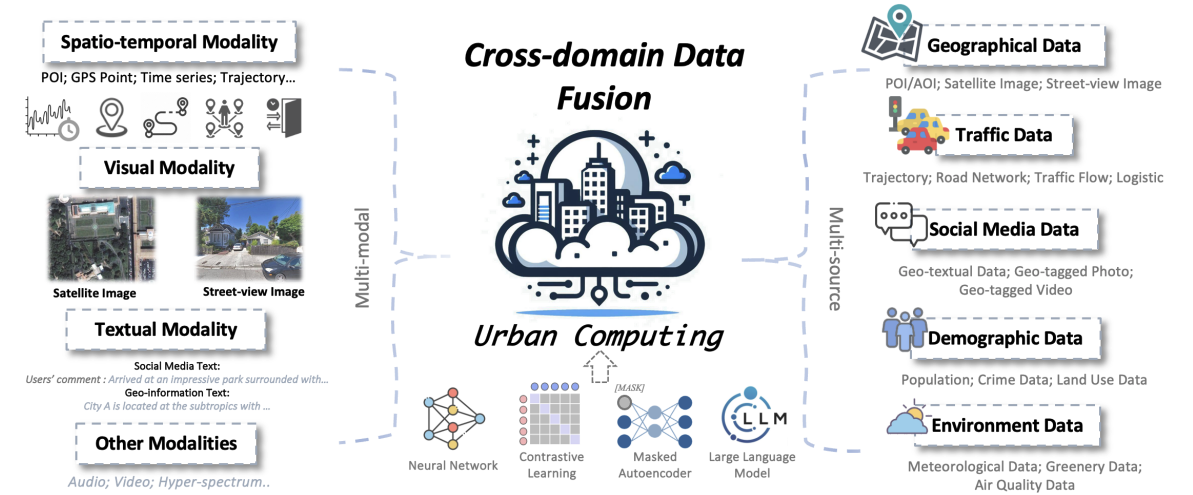 Spatio-temporal Modality
POI; GPS Point; Time series; Trajectory...
Visual Modality
Satellite Image
Street-view Image
Textual Modality
Social Media Text:
Users' comment : Arrived at an impressive park surrounded with...
Geo-information Text:
City A is located at the subtropics with ...
Other Modalities
Audio; Video; Hyper-spectrum..
Multi-modal
Cross-domain Data
Fusion
Urban Computing
Neural Network
Contrastive
Learning
[MASK]
Masked
Autoencoder
LLM
Large Language
Model
Multi-source
Geographical Data
POI/AOI; Satellite Image; Street-view Image
Traffic Data
Trajectory; Road Network; Traffic Flow; Logistic
Social Media Data
Geo-textual Data; Geo-tagged Photo;
Geo-tagged Video
Demographic Data
Population; Crime Data; Land Use Data
Environment Data
Meteorological Data; Greenery Data;
Air Quality Data